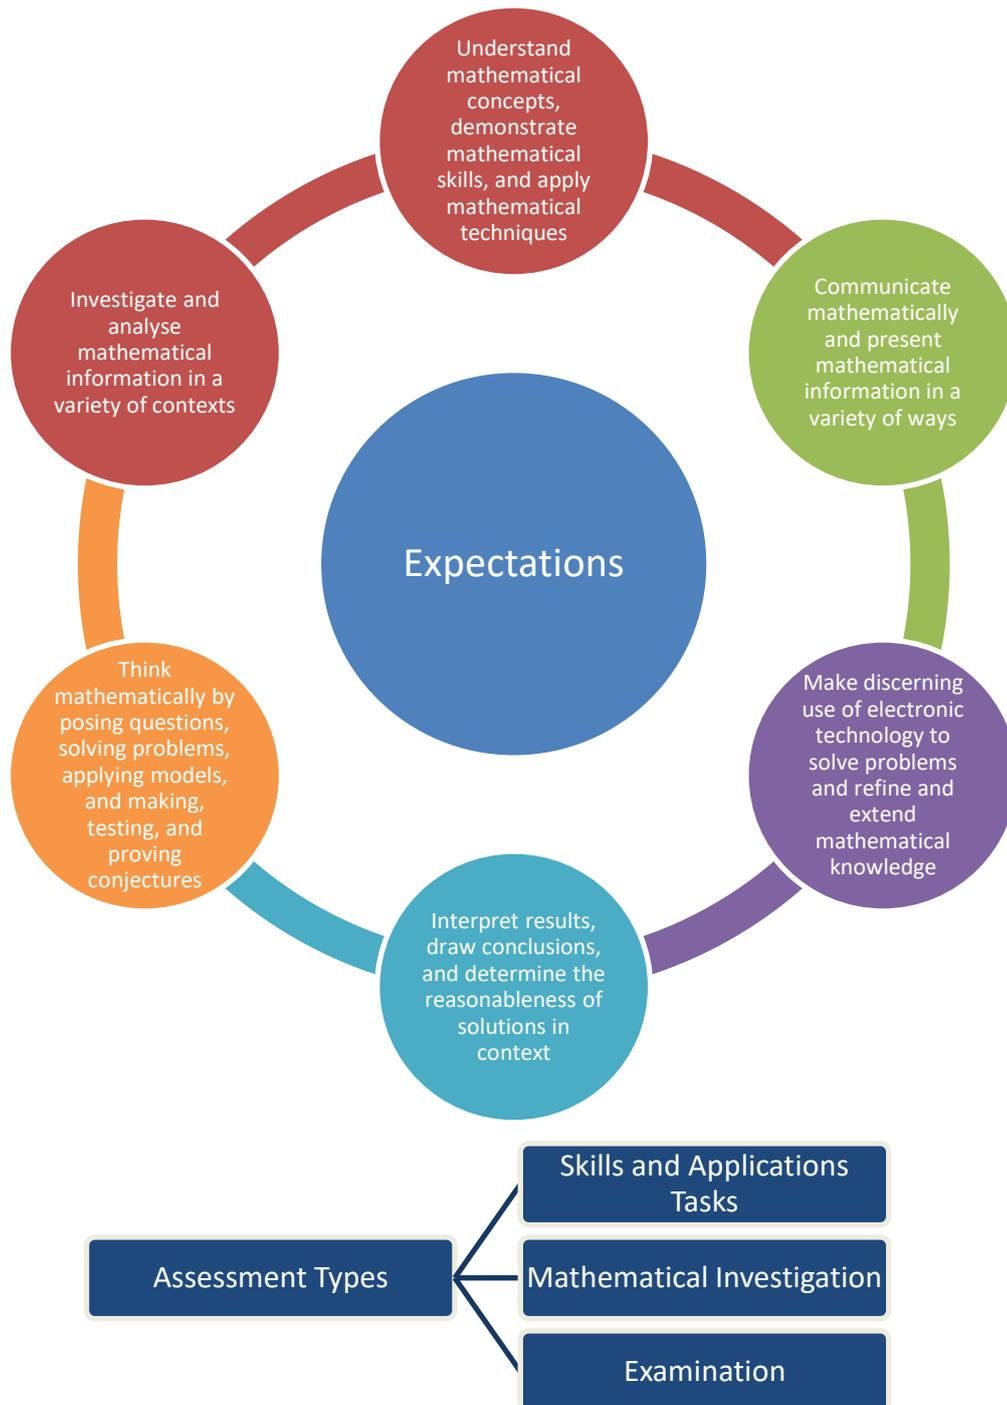 Understand
mathematical
concepts,
demonstrate
mathematical
skills, and apply
mathematical
techniques
Communicate
mathematically
and present
mathematical
information in a
variety of ways
Make discerning
use of electronic
technology to
solve problems
and refine and
extend
mathematical
knowledge
Interpret results,
draw conclusions,
and determine the
reasonableness of
solutions in
context
Think
mathematically by
posing questions,
solving problems,
applying models,
and making,
testing, and
proving
conjectures
Investigate and
analyse
mathematical
information in a
variety of contexts
Expectations
Assessment Types
Skills and Applications
Tasks
Mathematical Investigation
Examination